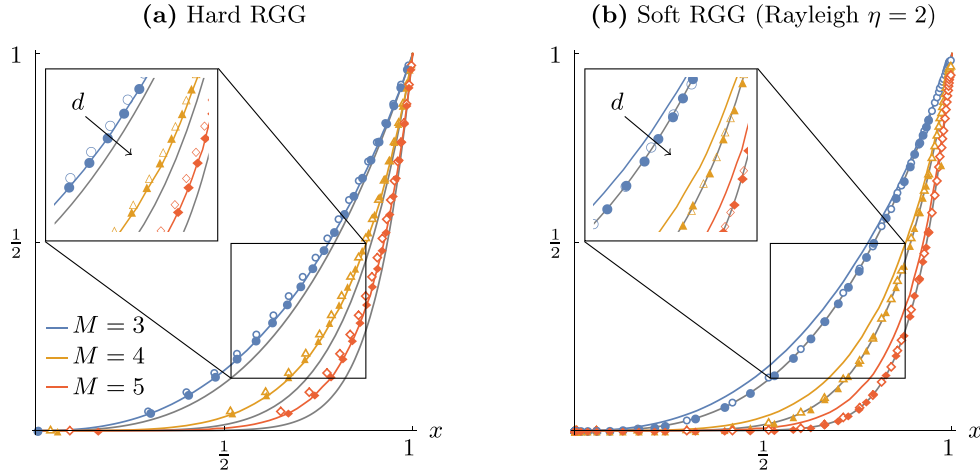 (a) Hard RGG
(b) Soft RGG (Rayleigh η = 2)
1
d
1/2
M = 3
M = 4
M = 5
1/2
1
x
1
d
1/2
1/2
1
x